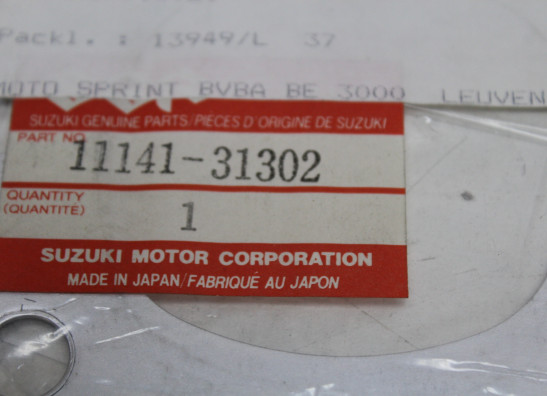 Packl. : 13949/L 37
MOTO SPRINT BVBA BE 3000 LEUVEN
SUZUKI GENUINE PARTS/PIÈCES D'ORIGINE DE SUZUKI
PART NO.
11141-31302
QUANTITY
(QUANTITÉ)
1
SUZUKI MOTOR CORPORATION
MADE IN JAPAN/FABRIQUÉ AU JAPON